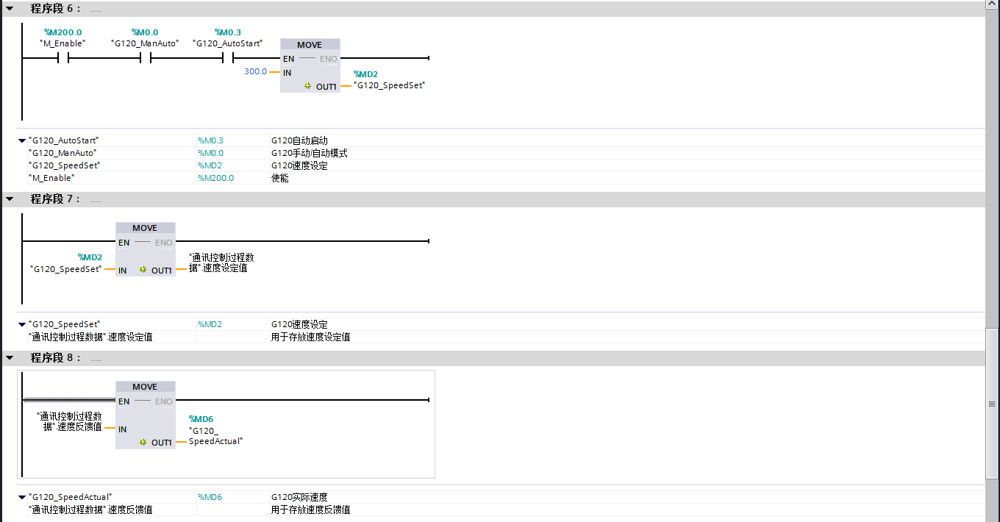 程序段 6： .....
%M200.0 %M0.0 %M0.3
"M_Enable" "G120_ManAuto" "G120_AutoStart"
MOVE
EN ENO
300.0 IN
%MD2
OUT1 "G120_SpeedSet"
"G120_AutoStart" %M0.3 G120自动启动
"G120_ManAuto" %M0.0 G120手动/自动模式
"G120_SpeedSet" %MD2 G120速度设定
"M_Enable" %M200.0 使能
程序段 7： .....
MOVE
EN ENO
%MD2 "通讯控制过程数
"G120_SpeedSet" IN OUT1 据".速度设定值
"G120_SpeedSet" %MD2 G120速度设定
"通讯控制过程数据".速度设定值 用于存放速度设定值
程序段 8： .....
MOVE
EN ENO
"通讯控制过程数
据".速度反馈值 IN
%MD6
"G120_
OUT1 SpeedActual"
"G120_SpeedActual" %MD6 G120实际速度
"通讯控制过程数据".速度反馈值 用于存放速度反馈值